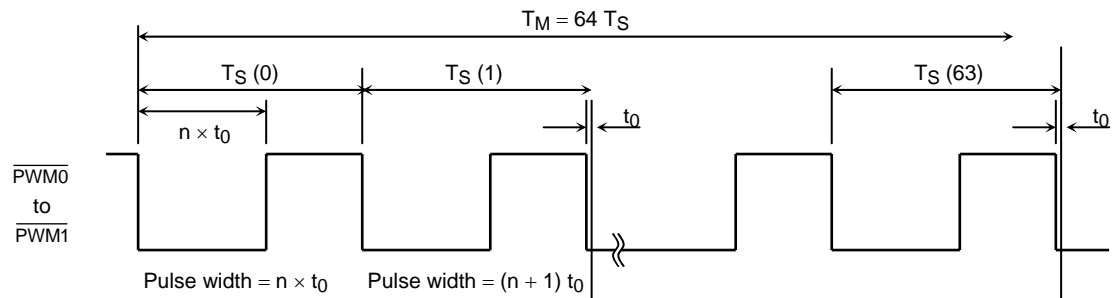 T_M = 64 T_S
T_S (0) T_S (1) T_S (63)
n × t_0 t_0 t_0
PWM0
to
PWM1
Pulse width = n × t_0 Pulse width = (n + 1) t_0